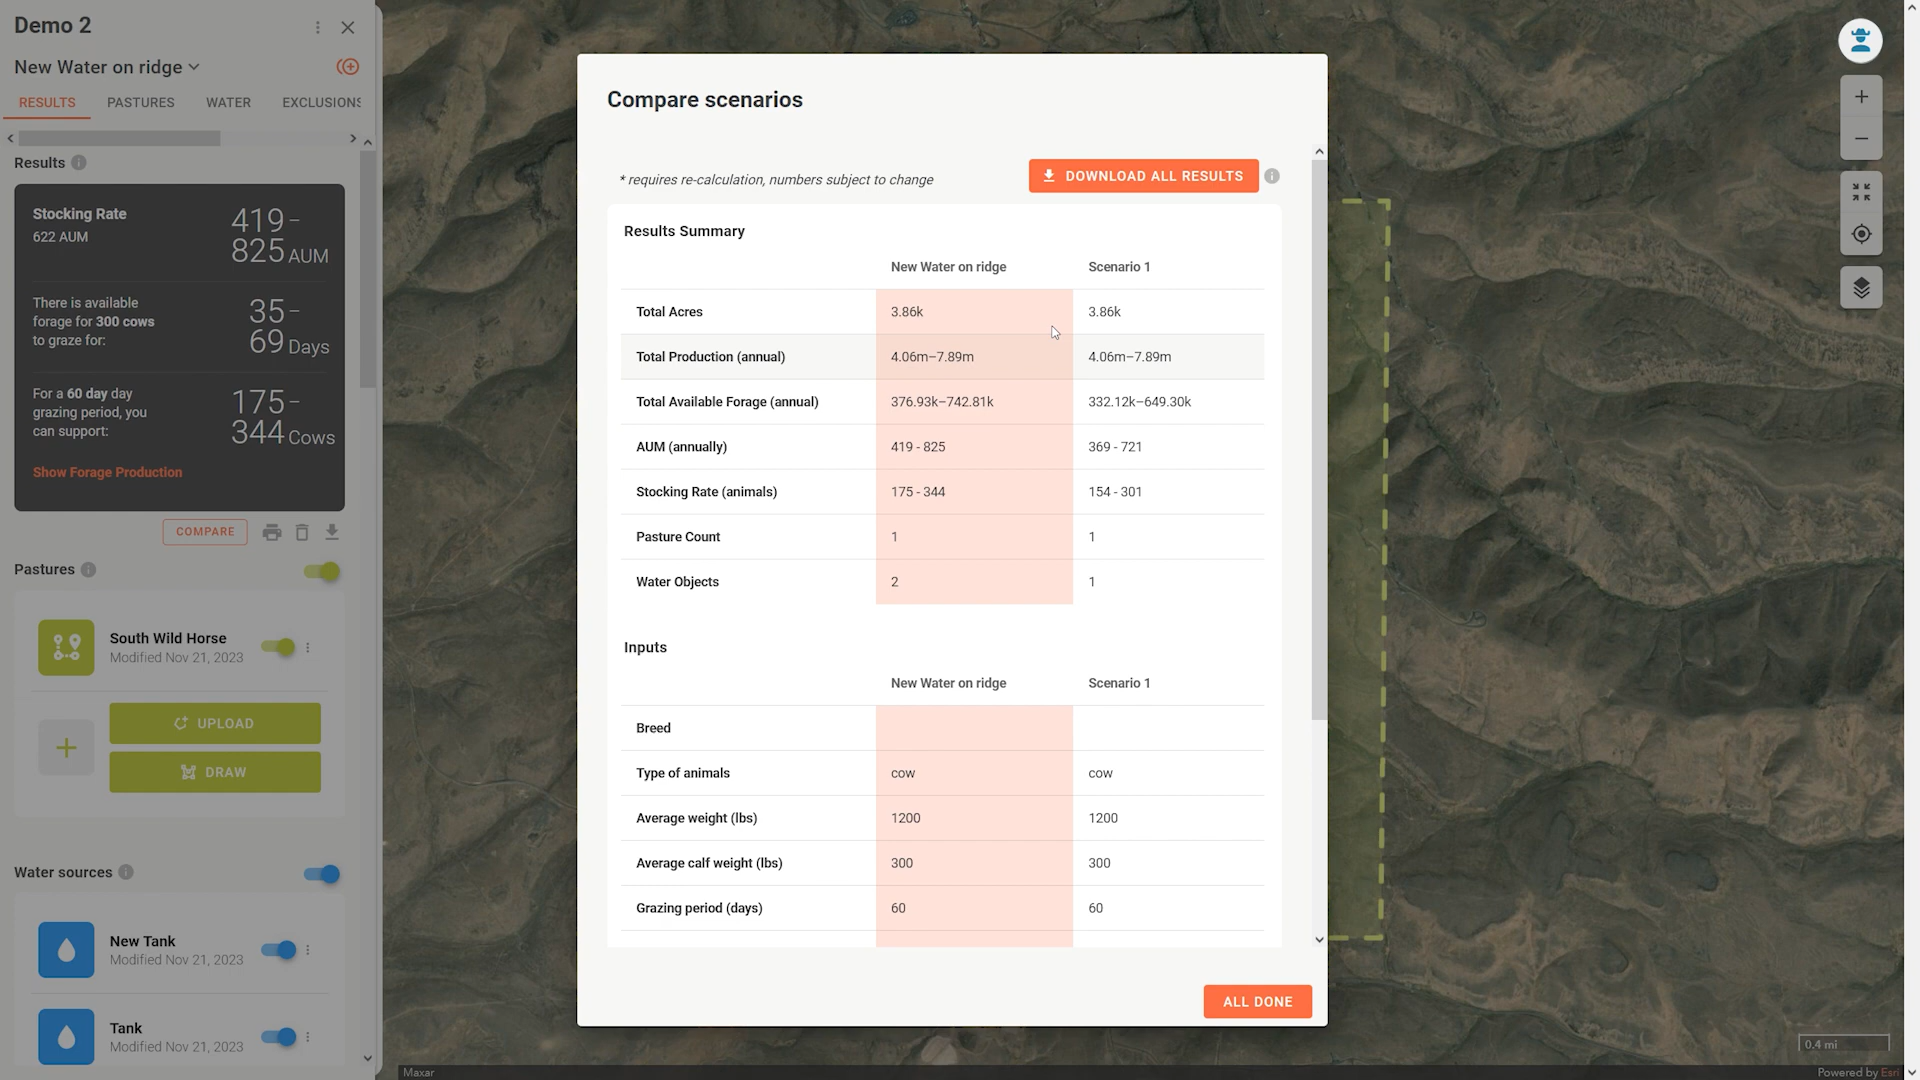 Demo 2
New Water on ridge
RESULTS PASTURES WATER EXCLUSIONS
Results
Stocking Rate
622 AUM
419–
825 AUM
There is available
forage for 300 cows
to graze for:
35–
69 Days
For a 60 day day
grazing period, you
can support:
175–
344 Cows
Show Forage Production
COMPARE
Pastures
South Wild Horse
Modified Nov 21, 2023
UPLOAD
DRAW
Water sources
New Tank
Modified Nov 21, 2023
Tank
Modified Nov 21, 2023
Compare scenarios
* requires re-calculation, numbers subject to change
DOWNLOAD ALL RESULTS
Results Summary
New Water on ridge Scenario 1
Total Acres 3.86k 3.86k
Total Production (annual) 4.06m–7.89m 4.06m–7.89m
Total Available Forage (annual) 376.93k–742.81k 332.12k–649.30k
AUM (annually) 419 - 825 369 - 721
Stocking Rate (animals) 175 - 344 154 - 301
Pasture Count 1 1
Water Objects 2 1
Inputs
New Water on ridge Scenario 1
Breed
Type of animals cow cow
Average weight (lbs) 1200 1200
Average calf weight (lbs) 300 300
Grazing period (days) 60 60
ALL DONE
0.4 mi
Maxar
Powered by Esri